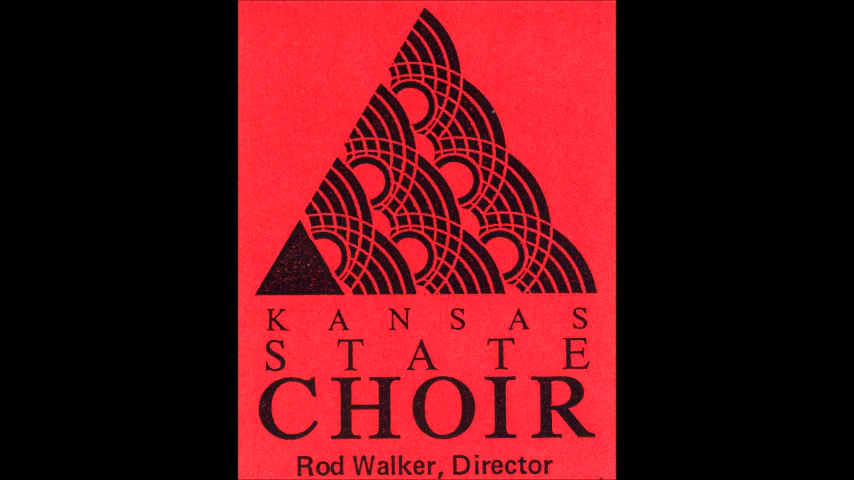 KANSAS
STATE
CHOIR
Rod Walker, Director